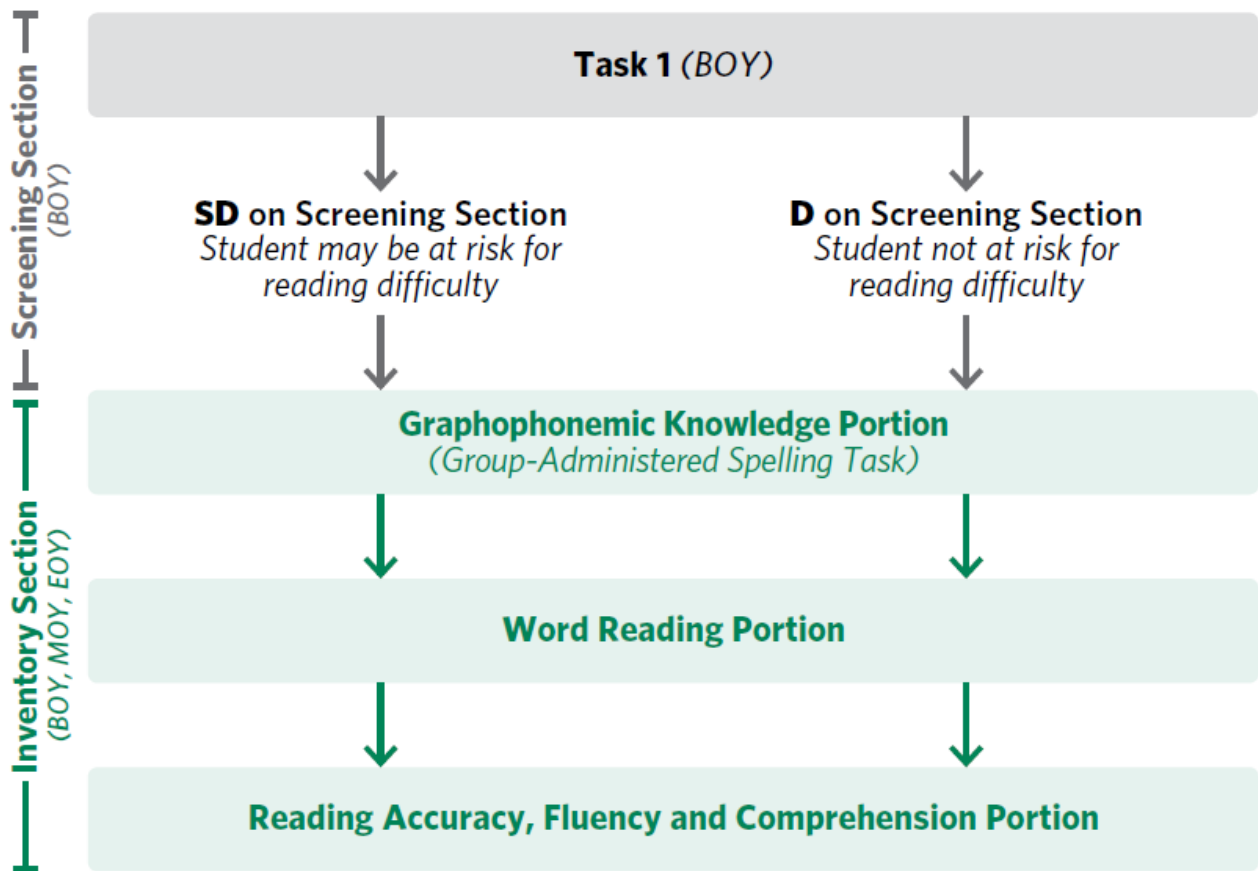 Screening Section
(BOY)
Task 1 (BOY)
SD on Screening Section
Student may be at risk for
reading difficulty
D on Screening Section
Student not at risk for
reading difficulty
Inventory Section
(BOY, MOY, EOY)
Graphophonemic Knowledge Portion
(Group-Administered Spelling Task)
Word Reading Portion
Reading Accuracy, Fluency and Comprehension Portion